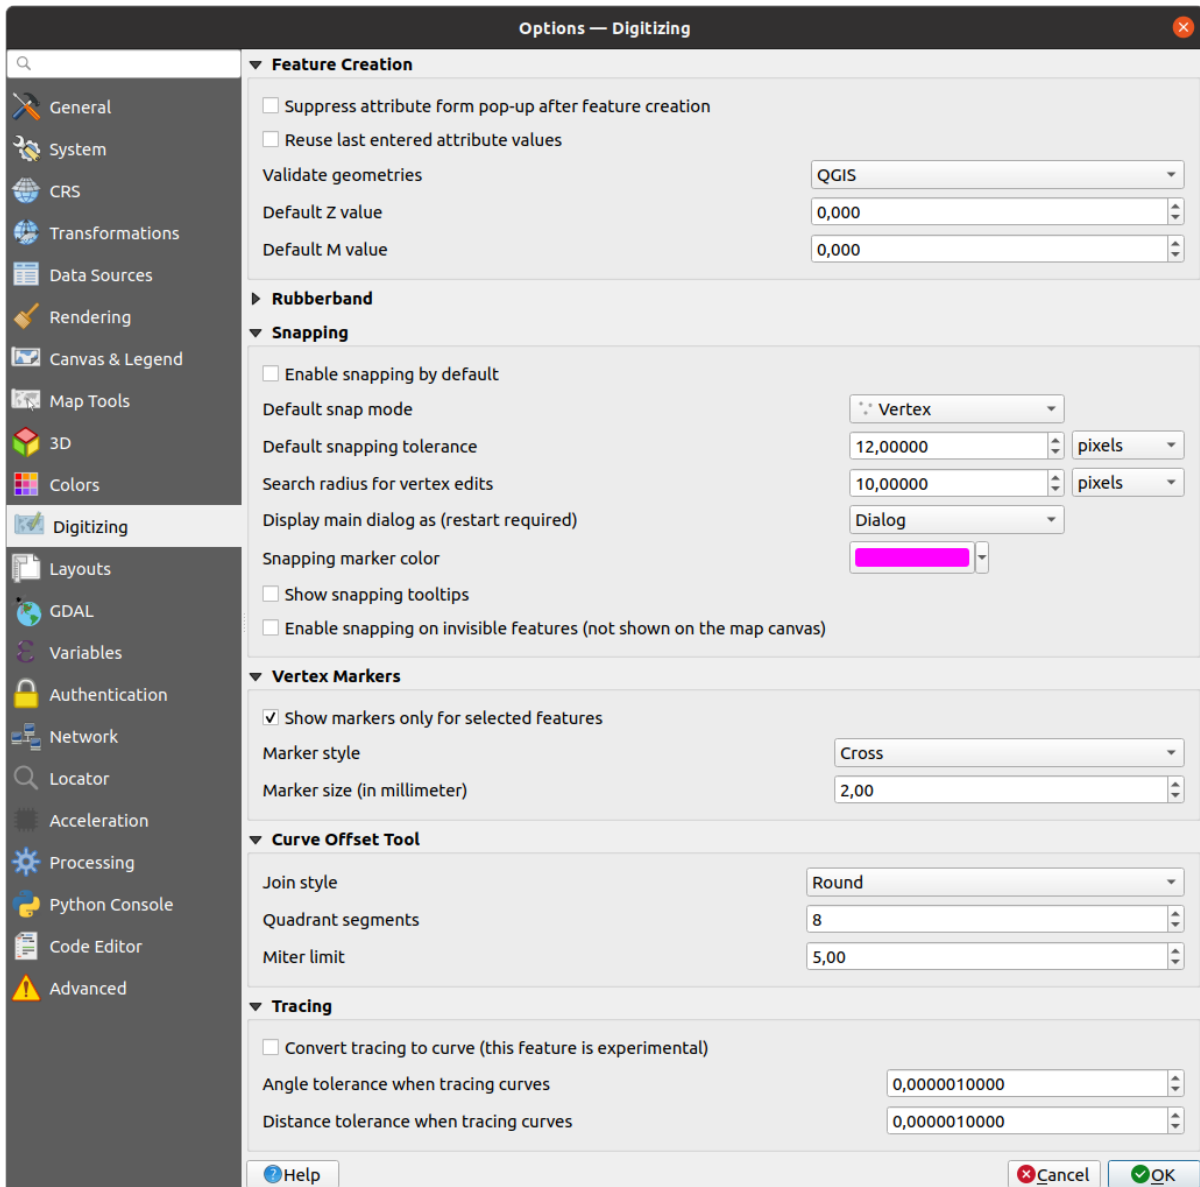 Options — Digitizing
General
System
CRS
Transformations
Data Sources
Rendering
Canvas & Legend
Map Tools
3D
Colors
Digitizing
Layouts
GDAL
Variables
Authentication
Network
Locator
Acceleration
Processing
Python Console
Code Editor
Advanced
Feature Creation
Suppress attribute form pop-up after feature creation
Reuse last entered attribute values
Validate geometries QGIS
Default Z value 0,000
Default M value 0,000
Rubberband
Snapping
Enable snapping by default
Default snap mode Vertex
Default snapping tolerance 12,00000 pixels
Search radius for vertex edits 10,00000 pixels
Display main dialog as (restart required) Dialog
Snapping marker color
Show snapping tooltips
Enable snapping on invisible features (not shown on the map canvas)
Vertex Markers
Show markers only for selected features
Marker style Cross
Marker size (in millimeter) 2,00
Curve Offset Tool
Join style Round
Quadrant segments 8
Miter limit 5,00
Tracing
Convert tracing to curve (this feature is experimental)
Angle tolerance when tracing curves 0,0000010000
Distance tolerance when tracing curves 0,0000010000
Help Cancel OK